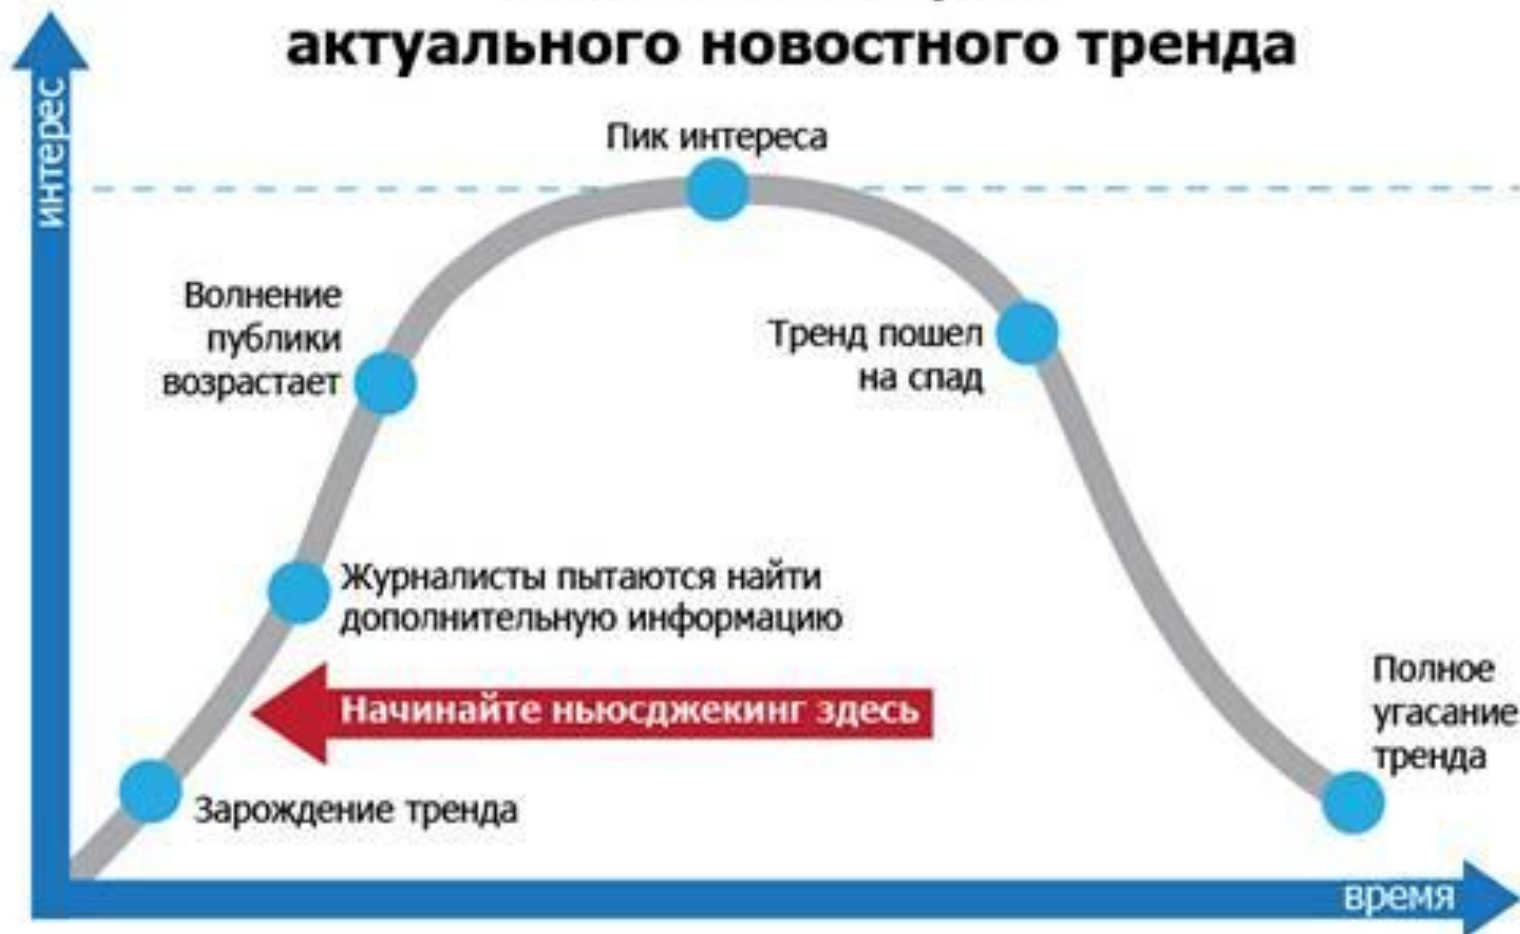 актуального новостного тренда
интерес
Пик интереса
Волнение
публики
возрастает
Тренд пошел
на спад
Журналисты пытаются найти
дополнительную информацию
Начинайте ньюсджекинг здесь
Полное
угасание
тренда
Зарождение тренда
время